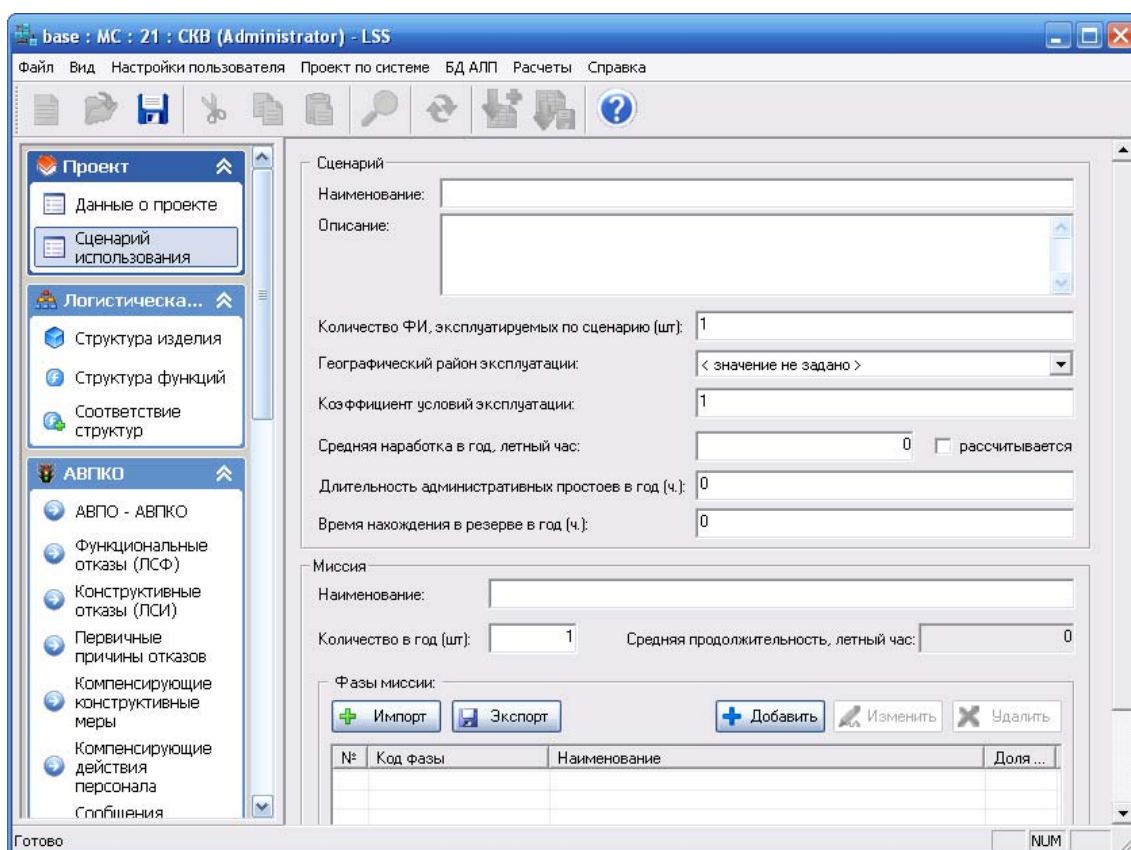 base : МС : 21 : СКВ (Administrator) - LSS
Файл Вид Настройки пользователя Проект по системе БД АЛП Расчеты Справка
Проект
Данные о проекте
Сценарий
использования
Логистическа...
Структура изделия
Структура функций
Соответствие
структур
АВПКО
АВПО - АВПКО
Функциональные
отказы (ЛСФ)
Конструктивные
отказы (ЛСИ)
Первичные
причины отказов
Компенсирующие
конструктивные
меры
Компенсирующие
действия
персонала
Сообщения
Сценарий
Наименование:
Описание:
Количество ФИ, эксплуатируемых по сценарию (шт): 1
Географический район эксплуатации: < значение не задано >
Коэффициент условий эксплуатации: 1
Средняя наработка в год, летный час: 0 рассчитывается
Длительность административных простоев в год (ч.): 0
Время нахождения в резерве в год (ч.): 0
Миссия
Наименование:
Количество в год (шт): 1 Средняя продолжительность, летный час: 0
Фазы миссии:
Импорт Экспорт Добавить Изменить Удалить
№ Код фазы Наименование Доля ...
Готово NUM